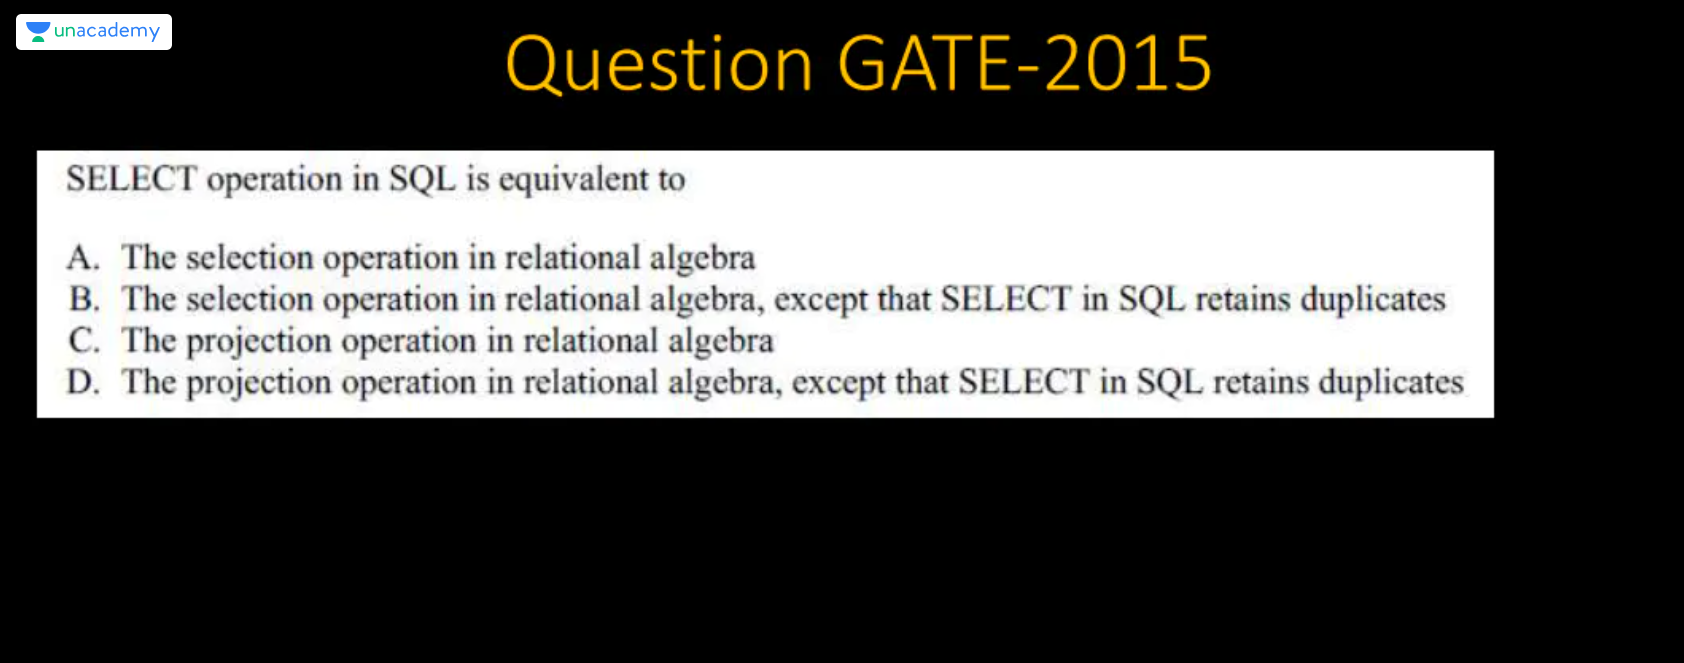 unacademy
Question GATE-2015
SELECT operation in SQL is equivalent to
A. The selection operation in relational algebra
B. The selection operation in relational algebra, except that SELECT in SQL retains duplicates
C. The projection operation in relational algebra
D. The projection operation in relational algebra, except that SELECT in SQL retains duplicates